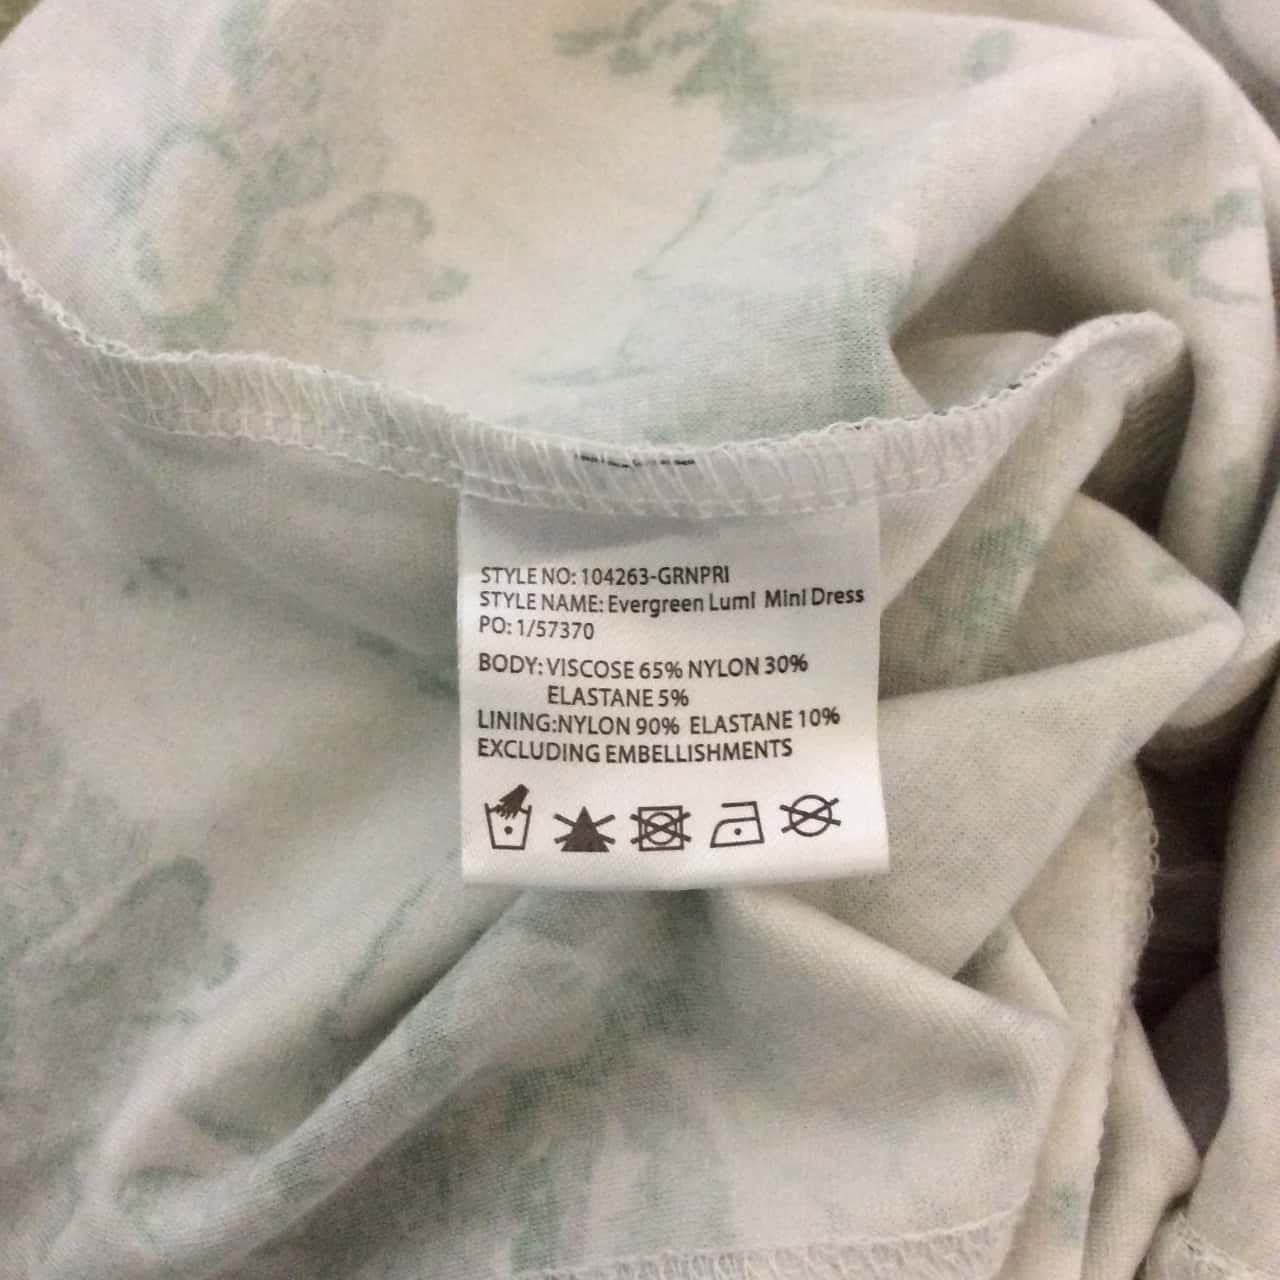 STYLE NO: 104263-GRNPRI
STYLE NAME: Evergreen Lumi Mini Dress
PO: 1/57370
BODY: VISCOSE 65% NYLON 30%
ELASTANE 5%
LINING:NYLON 90% ELASTANE 10%
EXCLUDING EMBELLISHMENTS